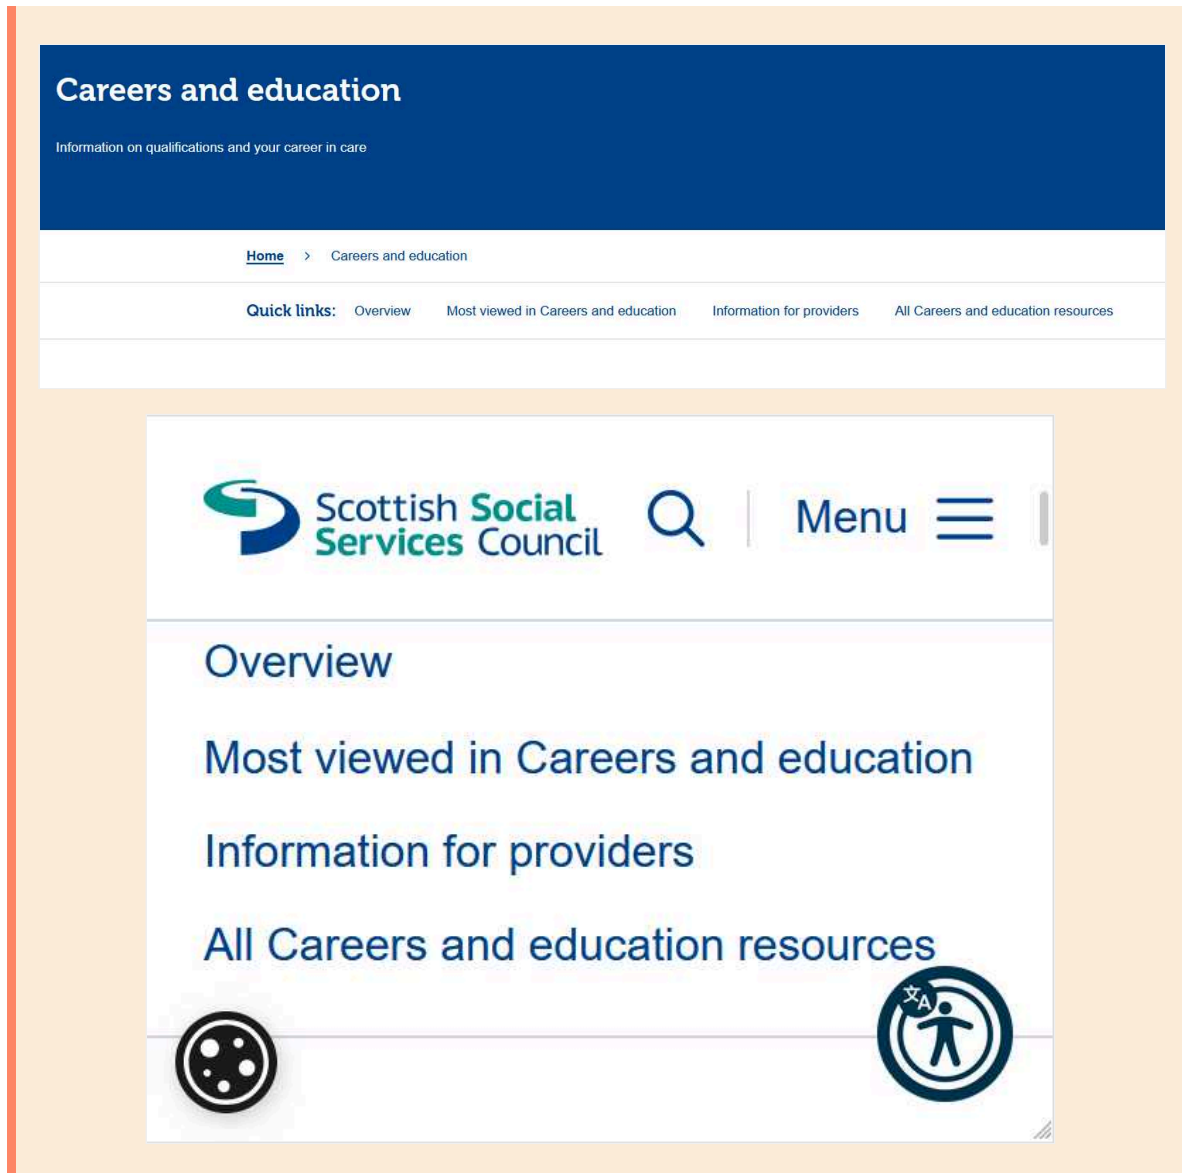 Careers and education
Information on qualifications and your career in care
Home > Careers and education
Quick links: Overview Most viewed in Careers and education Information for providers All Careers and education resources
Scottish Social
Services Council
Menu
Overview
Most viewed in Careers and education
Information for providers
All Careers and education resources
文A